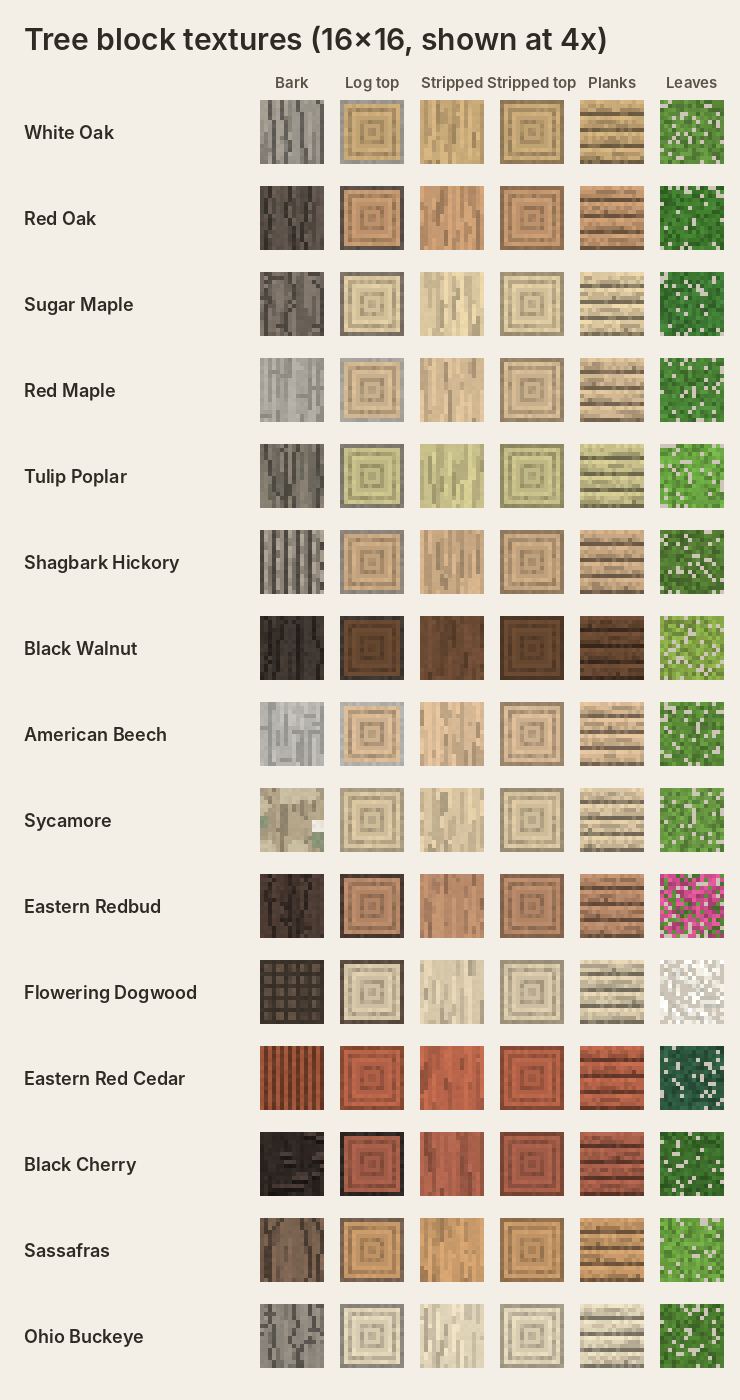 Tree block textures (16×16, shown at 4x)
Bark Log top Stripped Stripped top Planks Leaves
White Oak
Red Oak
Sugar Maple
Red Maple
Tulip Poplar
Shagbark Hickory
Black Walnut
American Beech
Sycamore
Eastern Redbud
Flowering Dogwood
Eastern Red Cedar
Black Cherry
Sassafras
Ohio Buckeye